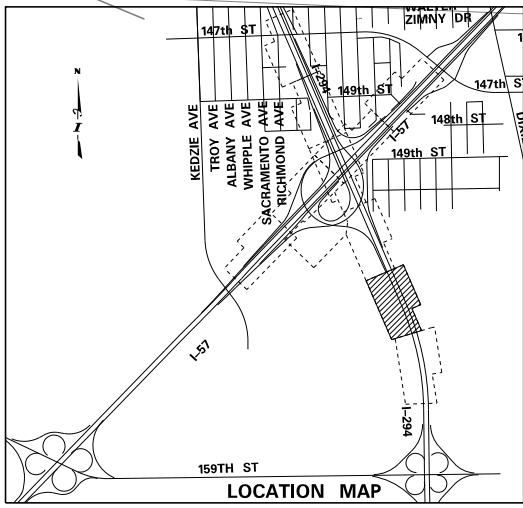 WALTER
ZIMNY DR
147th ST
N
I-294
149th ST
147th ST
I-57
148th ST
149th ST
KEDZIE AVE
TROY AVE
ALBANY AVE
WHIPPLE AVE
SACRAMENTO AVE
RICHMOND AVE
I-57
I-294
159TH ST
LOCATION MAP